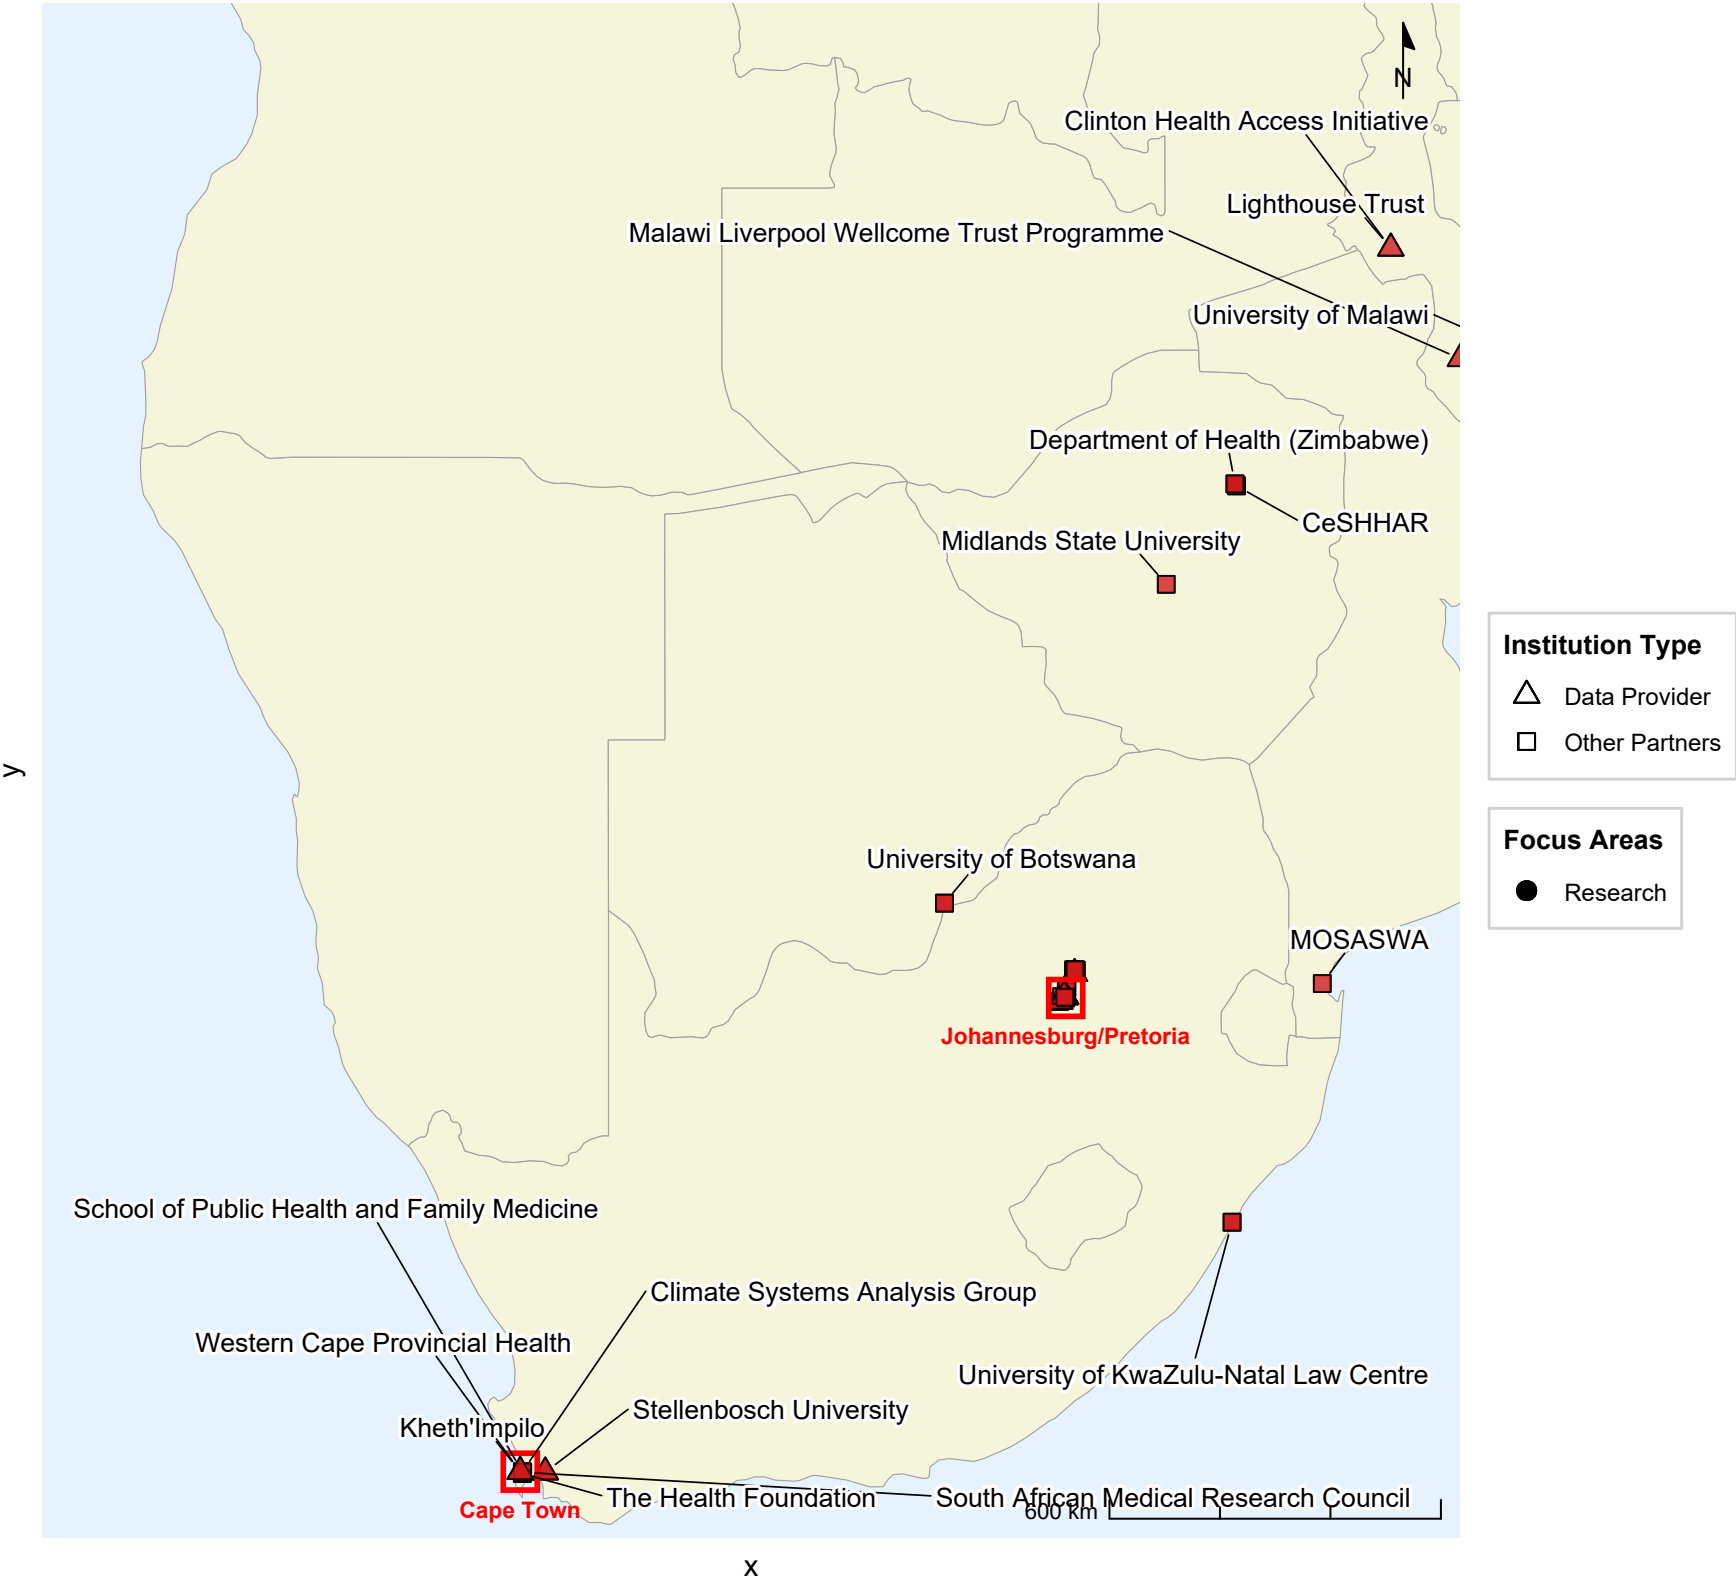 N
Clinton Health Access Initiative
Lighthouse Trust
Malawi Liverpool Wellcome Trust Programme
University of Malawi
Department of Health (Zimbabwe)
CeSHHAR
Midlands State University
Institution Type
Data Provider
Other Partners
y
Focus Areas
Research
University of Botswana
MOSASWA
Johannesburg/Pretoria
School of Public Health and Family Medicine
Climate Systems Analysis Group
Western Cape Provincial Health
University of KwaZulu-Natal Law Centre
Stellenbosch University
Kheth'Impilo
The Health Foundation
South African Medical Research Council
Cape Town
600 km
x